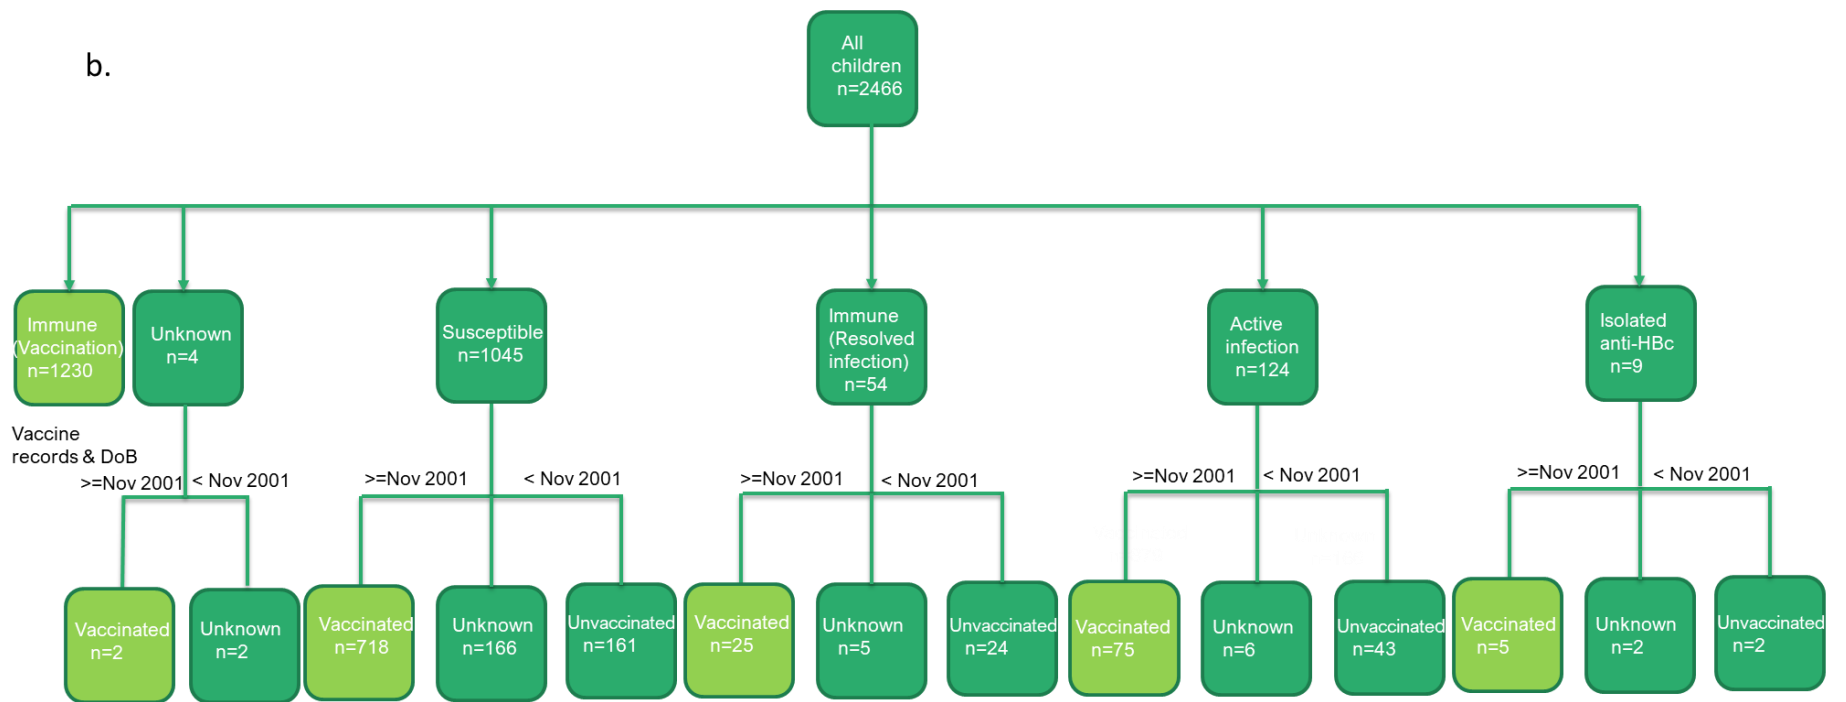 b.
All
children
n=2466
Immune
(Vaccination)
n=1230
Unknown
n=4
Susceptible
n=1045
Immune
(Resolved
infection)
n=54
Active
infection
n=124
Isolated
anti-HBc
n=9
Vaccine
records & DoB
>=Nov 2001
< Nov 2001
>=Nov 2001
< Nov 2001
>=Nov 2001
< Nov 2001
>=Nov 2001
< Nov 2001
>=Nov 2001
< Nov 2001
Vaccinated
n=2
Unknown
n=2
Vaccinated
n=718
Unknown
n=166
Unvaccinated
n=161
Vaccinated
n=25
Unknown
n=5
Unvaccinated
n=24
Vaccinated
n=75
Unknown
n=6
Unvaccinated
n=43
Vaccinated
n=5
Unknown
n=2
Unvaccinated
n=2